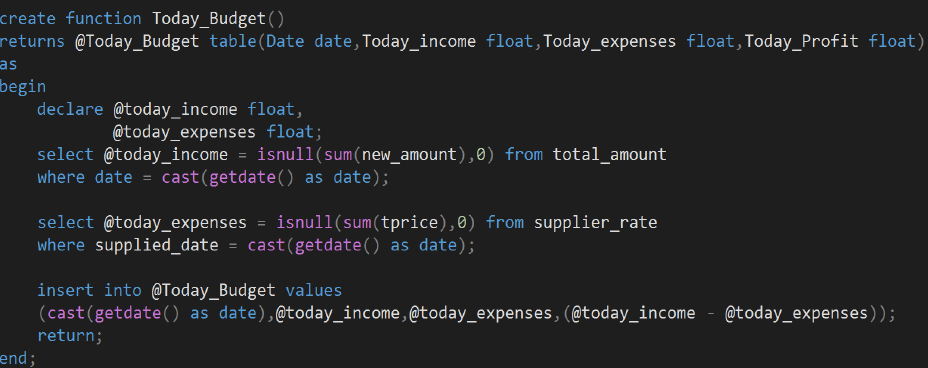 create function Today_Budget()
returns @Today_Budget table(Date date,Today_income float,Today_expenses float,Today_Profit float)
as
begin
declare @today_income float,
@today_expenses float;
select @today_income = isnull(sum(new_amount),0) from total_amount
where date = cast(getdate() as date);
select @today_expenses = isnull(sum(tprice),0) from supplier_rate
where supplied_date = cast(getdate() as date);
insert into @Today_Budget values
(cast(getdate() as date),@today_income,@today_expenses,(@today_income - @today_expenses));
return;
end;